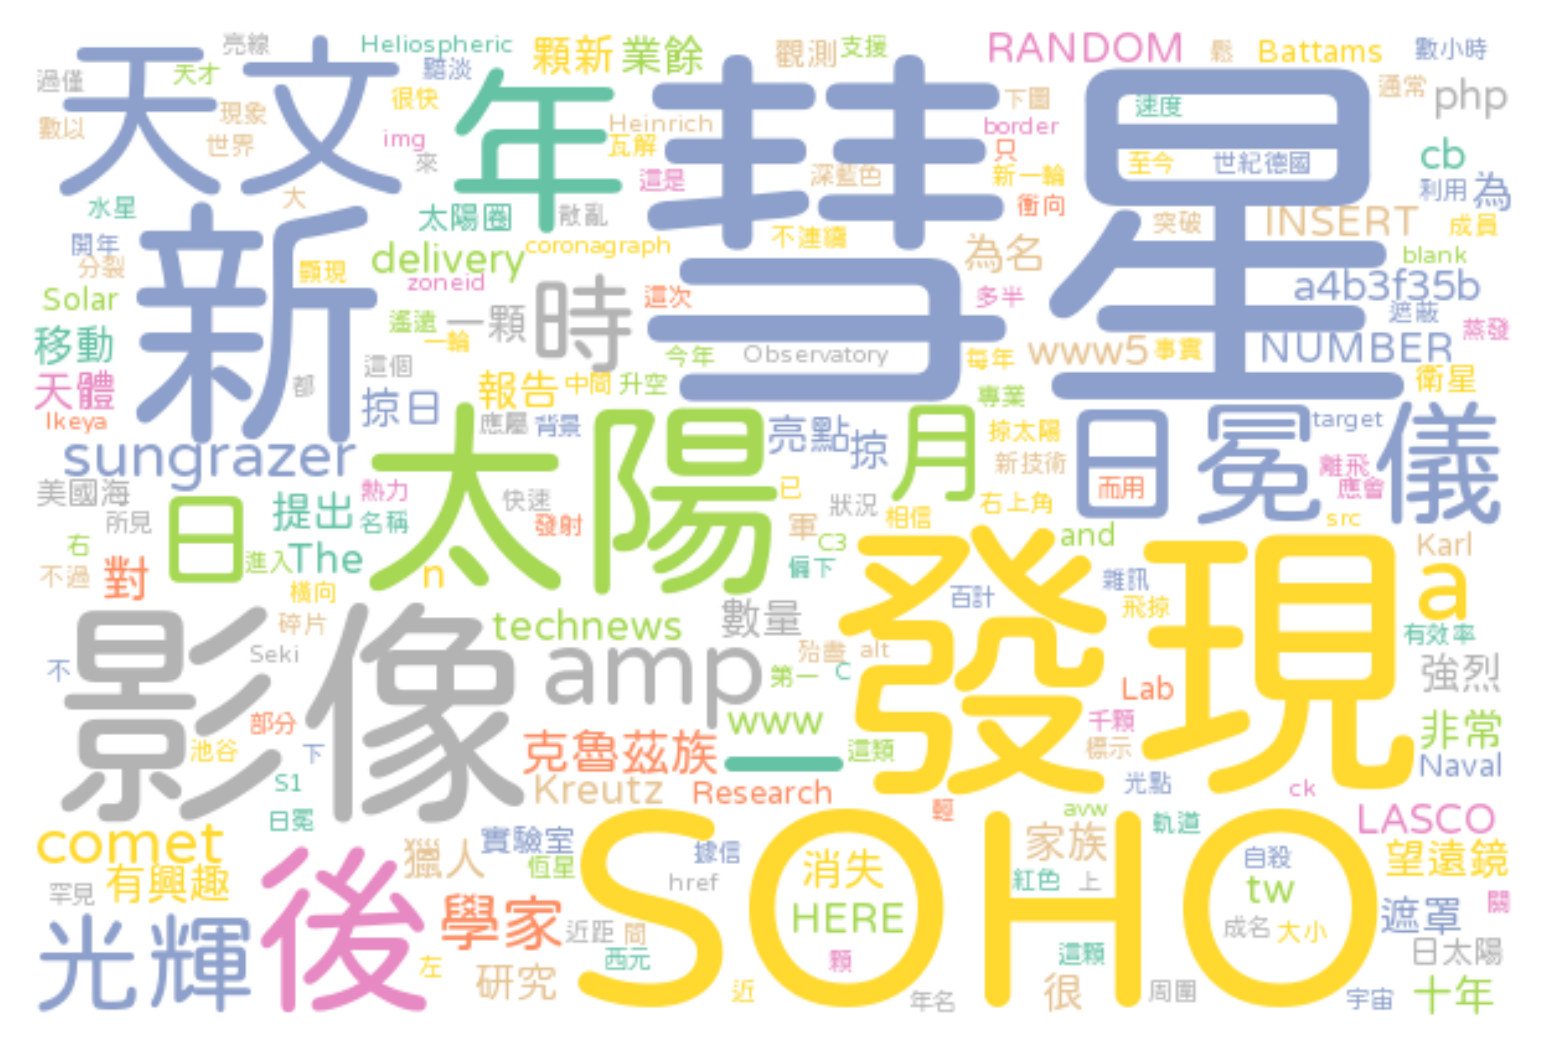 亮線 Heliospheric 顆新 業餘 觀測 支援 RANDOM 鬆 Battams 數小時
天文 過僅 天才 黯淡 年 彗星 下圖 速度 通常 php
數以 現象 世界 很快 img 來 Heinrich 瓦解 border 只 至今 世紀德國 cb
水星 大 太陽圈 散亂 這是 深藍色 新一輪 衝向 利用 為
開年 分裂 新 顯現 delivery coronagraph zoneid 不連續 為名 突破 INSERT 成員 blank
Solar 遙遠 一顆 時 這次 多半 a4b3f35b 遮蔽 蒸發
移動 一輪 這個 今年 Observatory 每年 www5 事實 NUMBER
天體 都 掠日 報告 中間 升空 專業 衛星
Ikeya 應屬 背景 亮點 掠 月 掠太陽 日冕儀 target
sungrazer 太陽 新技術 離飛 應會
美國海 日 提出 熱力 名稱 快速 已 狀況 右上角 而用 src
所見 發射 軍 相信 and Karl
右 不過 對 進入 The n C3 偏下 發現 雜訊 a
橫向 百計 飛掠 有效率
影像 碎片 technews 數量 殆盡 alt
不 Seki amp 第一 C Lab 強烈
部分 池谷 下 克魯茲族 www 一 這類 千顆 標示 非常
S1 Kreutz Research 光點 Naval ck
日冕 輕 avw 軌道 LASCO
comet 獵人 實驗室 SOHO 據信 消失 家族 自殺 望遠鏡
罕見 有興趣 後 恆星 href 紅色 上 tw
光輝 學家 近距 間 HERE 成名 大小 遮罩 關
左 研究 西元 顆 這顆 日太陽
近 年名 很 周圍 宇宙 十年